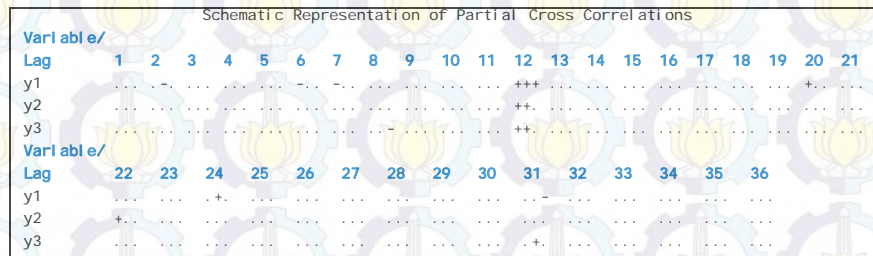 Schematic Representation of Partial Cross Correlations
Variable/
Lag 1 2 3 4 5 6 7 8 9 10 11 12 13 14 15 16 17 18 19 20 21
y1 ... .-. ... ... ... -.. -.. ... ... ... ... +++ ... ... ... ... ... ... ... +.. ...
y2 ... ... ... ... ... ... ... ... ... ... ... ++. ... ... ... ... ... ... ... ... ...
y3 ... ... ... ... ... ... ... ..- ... ... ... ++. ... ... ... ... ... ... ... ... ...
Variable/
Lag 22 23 24 25 26 27 28 29 30 31 32 33 34 35 36
y1 ... ... .+. ... ... ... ... ... ... ..- ... ... ... ... ...
y2 +.. ... ... ... ... ... ... ... ... ... ... ... ... ... ...
y3 ... ... ... ... ... ... ... ... ... .+. ... ... ... ... ...